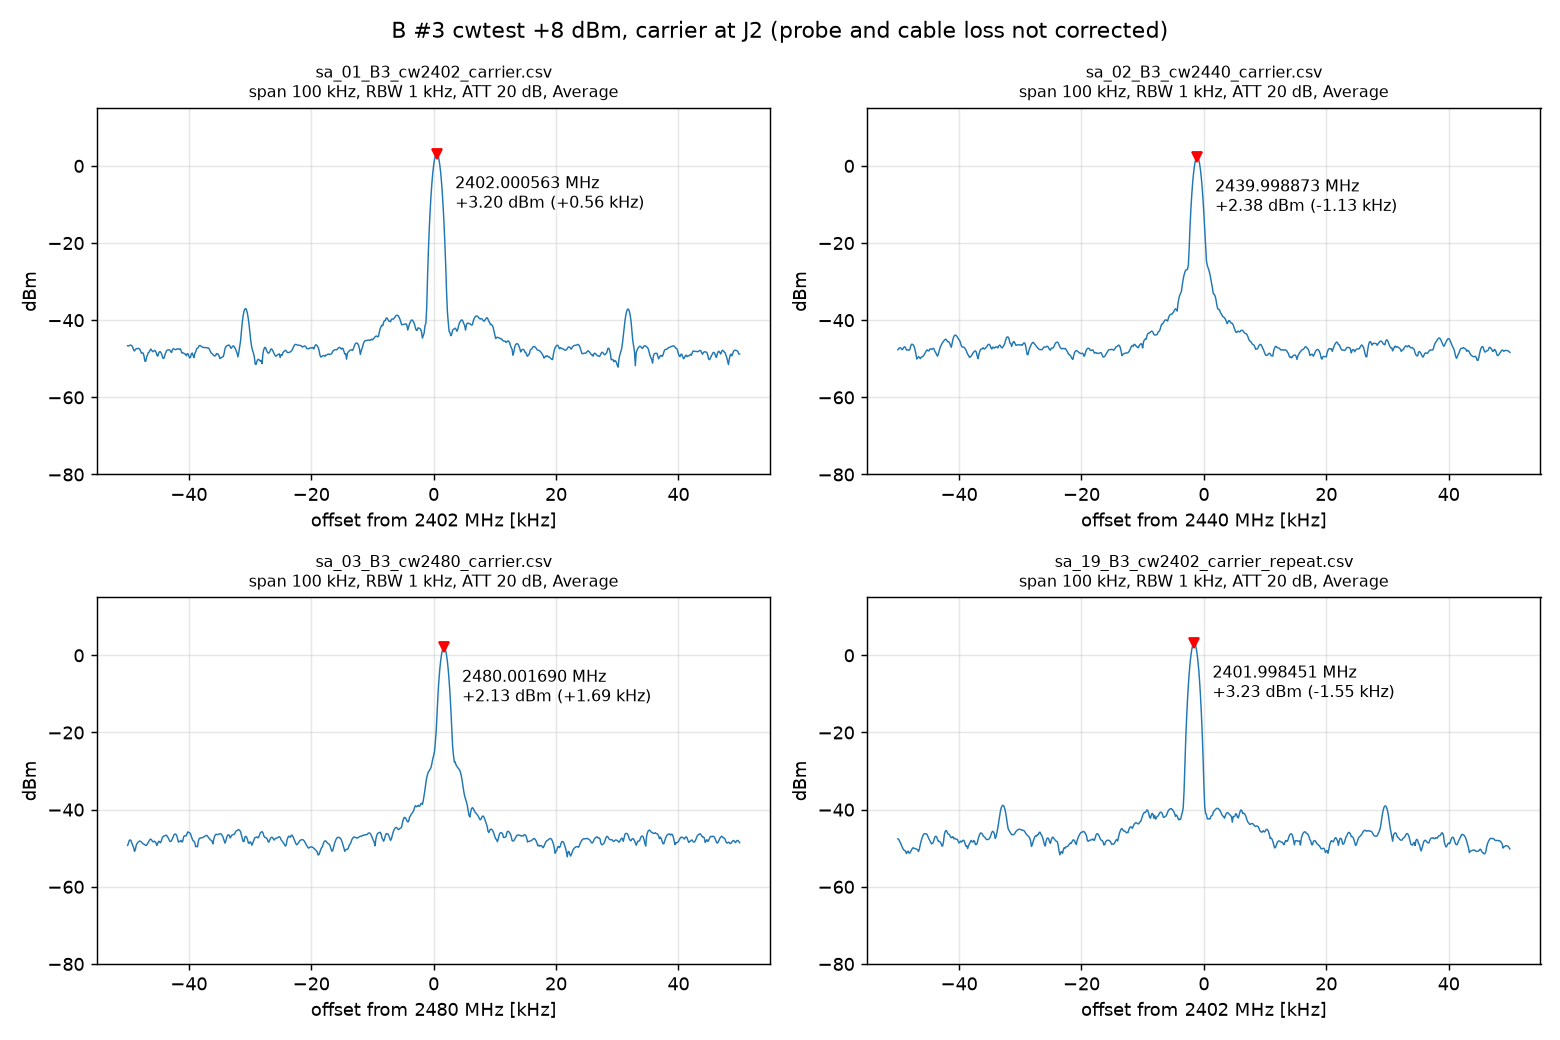 B #3 cwtest +8 dBm, carrier at J2 (probe and cable loss not corrected)
sa_01_B3_cw2402_carrier.csv
span 100 kHz, RBW 1 kHz, ATT 20 dB, Average
0
−20
−40
−60
−80
dBm
2402.000563 MHz
+3.20 dBm (+0.56 kHz)
−40
−20
0
20
40
offset from 2402 MHz [kHz]
sa_02_B3_cw2440_carrier.csv
span 100 kHz, RBW 1 kHz, ATT 20 dB, Average
0
−20
−40
−60
−80
dBm
2439.998873 MHz
+2.38 dBm (-1.13 kHz)
−40
−20
0
20
40
offset from 2440 MHz [kHz]
sa_03_B3_cw2480_carrier.csv
span 100 kHz, RBW 1 kHz, ATT 20 dB, Average
0
−20
−40
−60
−80
dBm
2480.001690 MHz
+2.13 dBm (+1.69 kHz)
−40
−20
0
20
40
offset from 2480 MHz [kHz]
sa_19_B3_cw2402_carrier_repeat.csv
span 100 kHz, RBW 1 kHz, ATT 20 dB, Average
0
−20
−40
−60
−80
dBm
2401.998451 MHz
+3.23 dBm (-1.55 kHz)
−40
−20
0
20
40
offset from 2402 MHz [kHz]